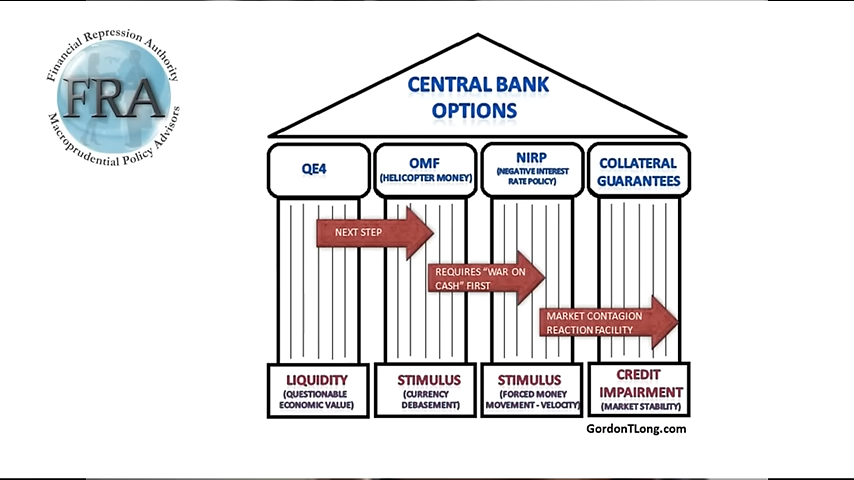 Financial Repression Authority
FRA
Macroprudential Policy Advisors
CENTRAL BANK
OPTIONS
QE4
OMF
(HELICOPTER MONEY)
NIRP
(NEGATIVE INTEREST
RATE POLICY)
COLLATERAL
GUARANTEES
NEXT STEP
REQUIRES "WAR ON
CASH" FIRST
MARKET CONTAGION
REACTION FACILITY
LIQUIDITY
(QUESTIONABLE
ECONOMIC VALUE)
STIMULUS
(CURRENCY
DEBASEMENT)
STIMULUS
(FORCED MONEY
MOVEMENT - VELOCITY)
CREDIT
IMPAIRMENT
(MARKET STABILITY)
GordonTLong.com